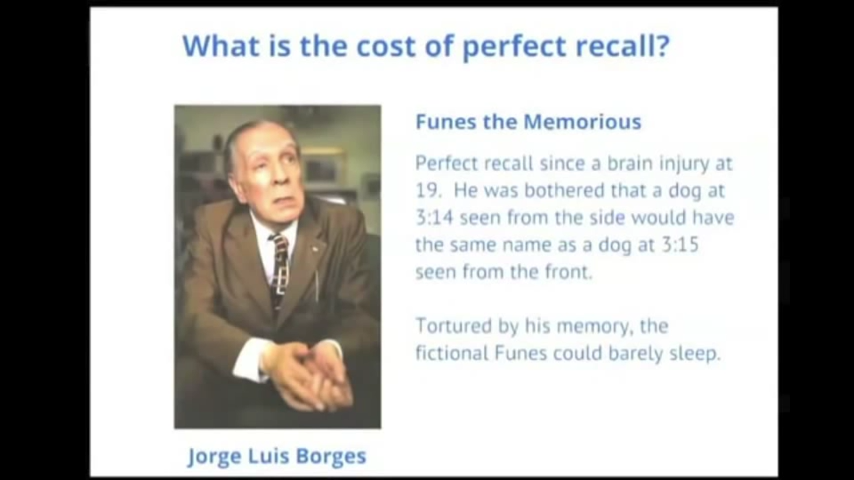 What is the cost of perfect recall?
Funes the Memorious
Perfect recall since a brain injury at
19. He was bothered that a dog at
3:14 seen from the side would have
the same name as a dog at 3:15
seen from the front.
Tortured by his memory, the
fictional Funes could barely sleep.
Jorge Luis Borges